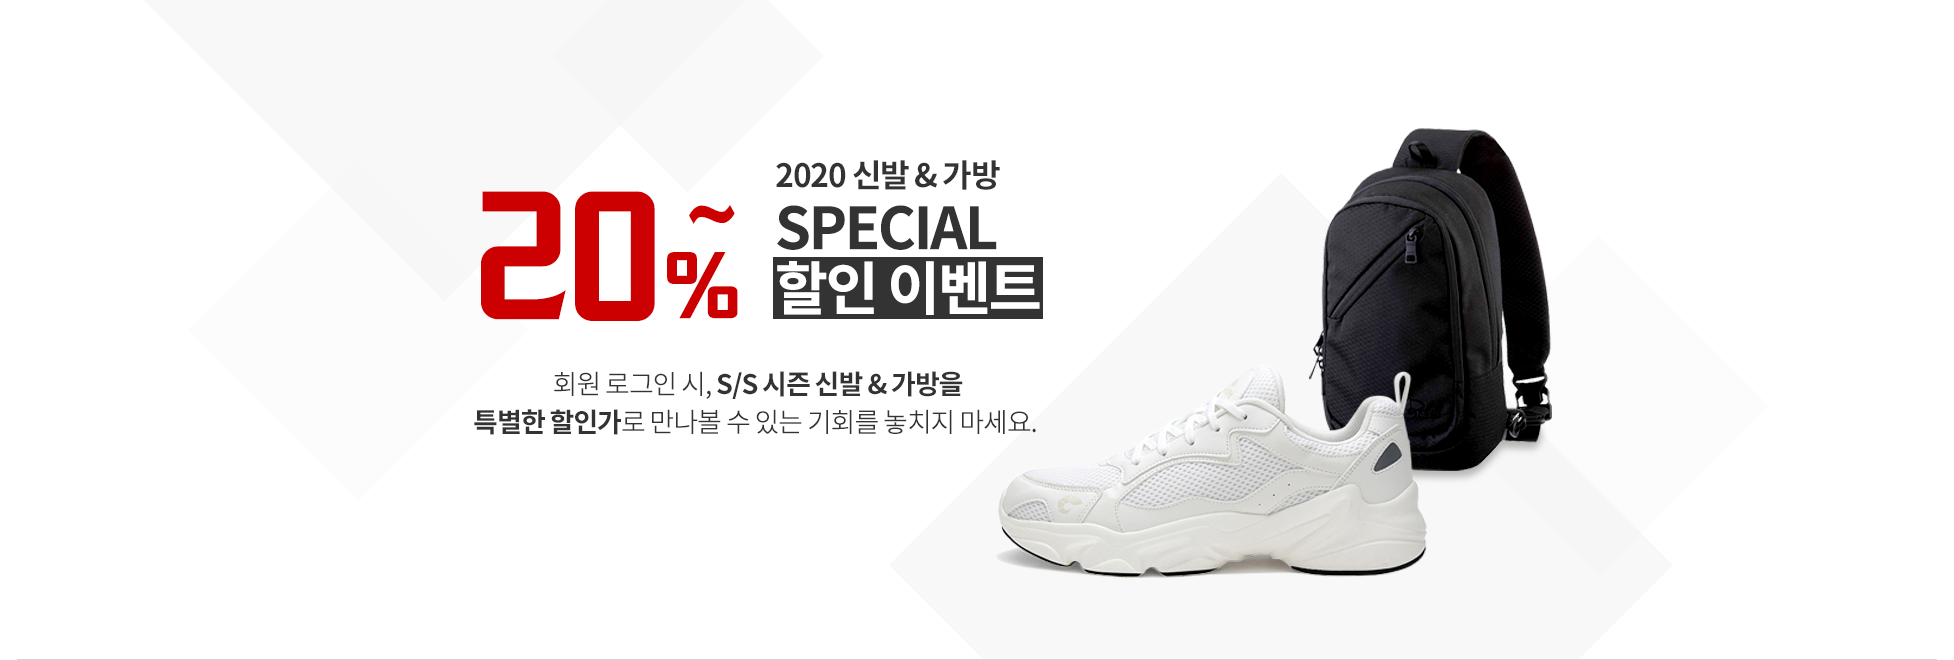 20~%
2020 신발 & 가방
SPECIAL
할인 이벤트
회원 로그인 시, S/S 시즌 신발 & 가방을
특별한 할인가로 만나볼 수 있는 기회를 놓치지 마세요.